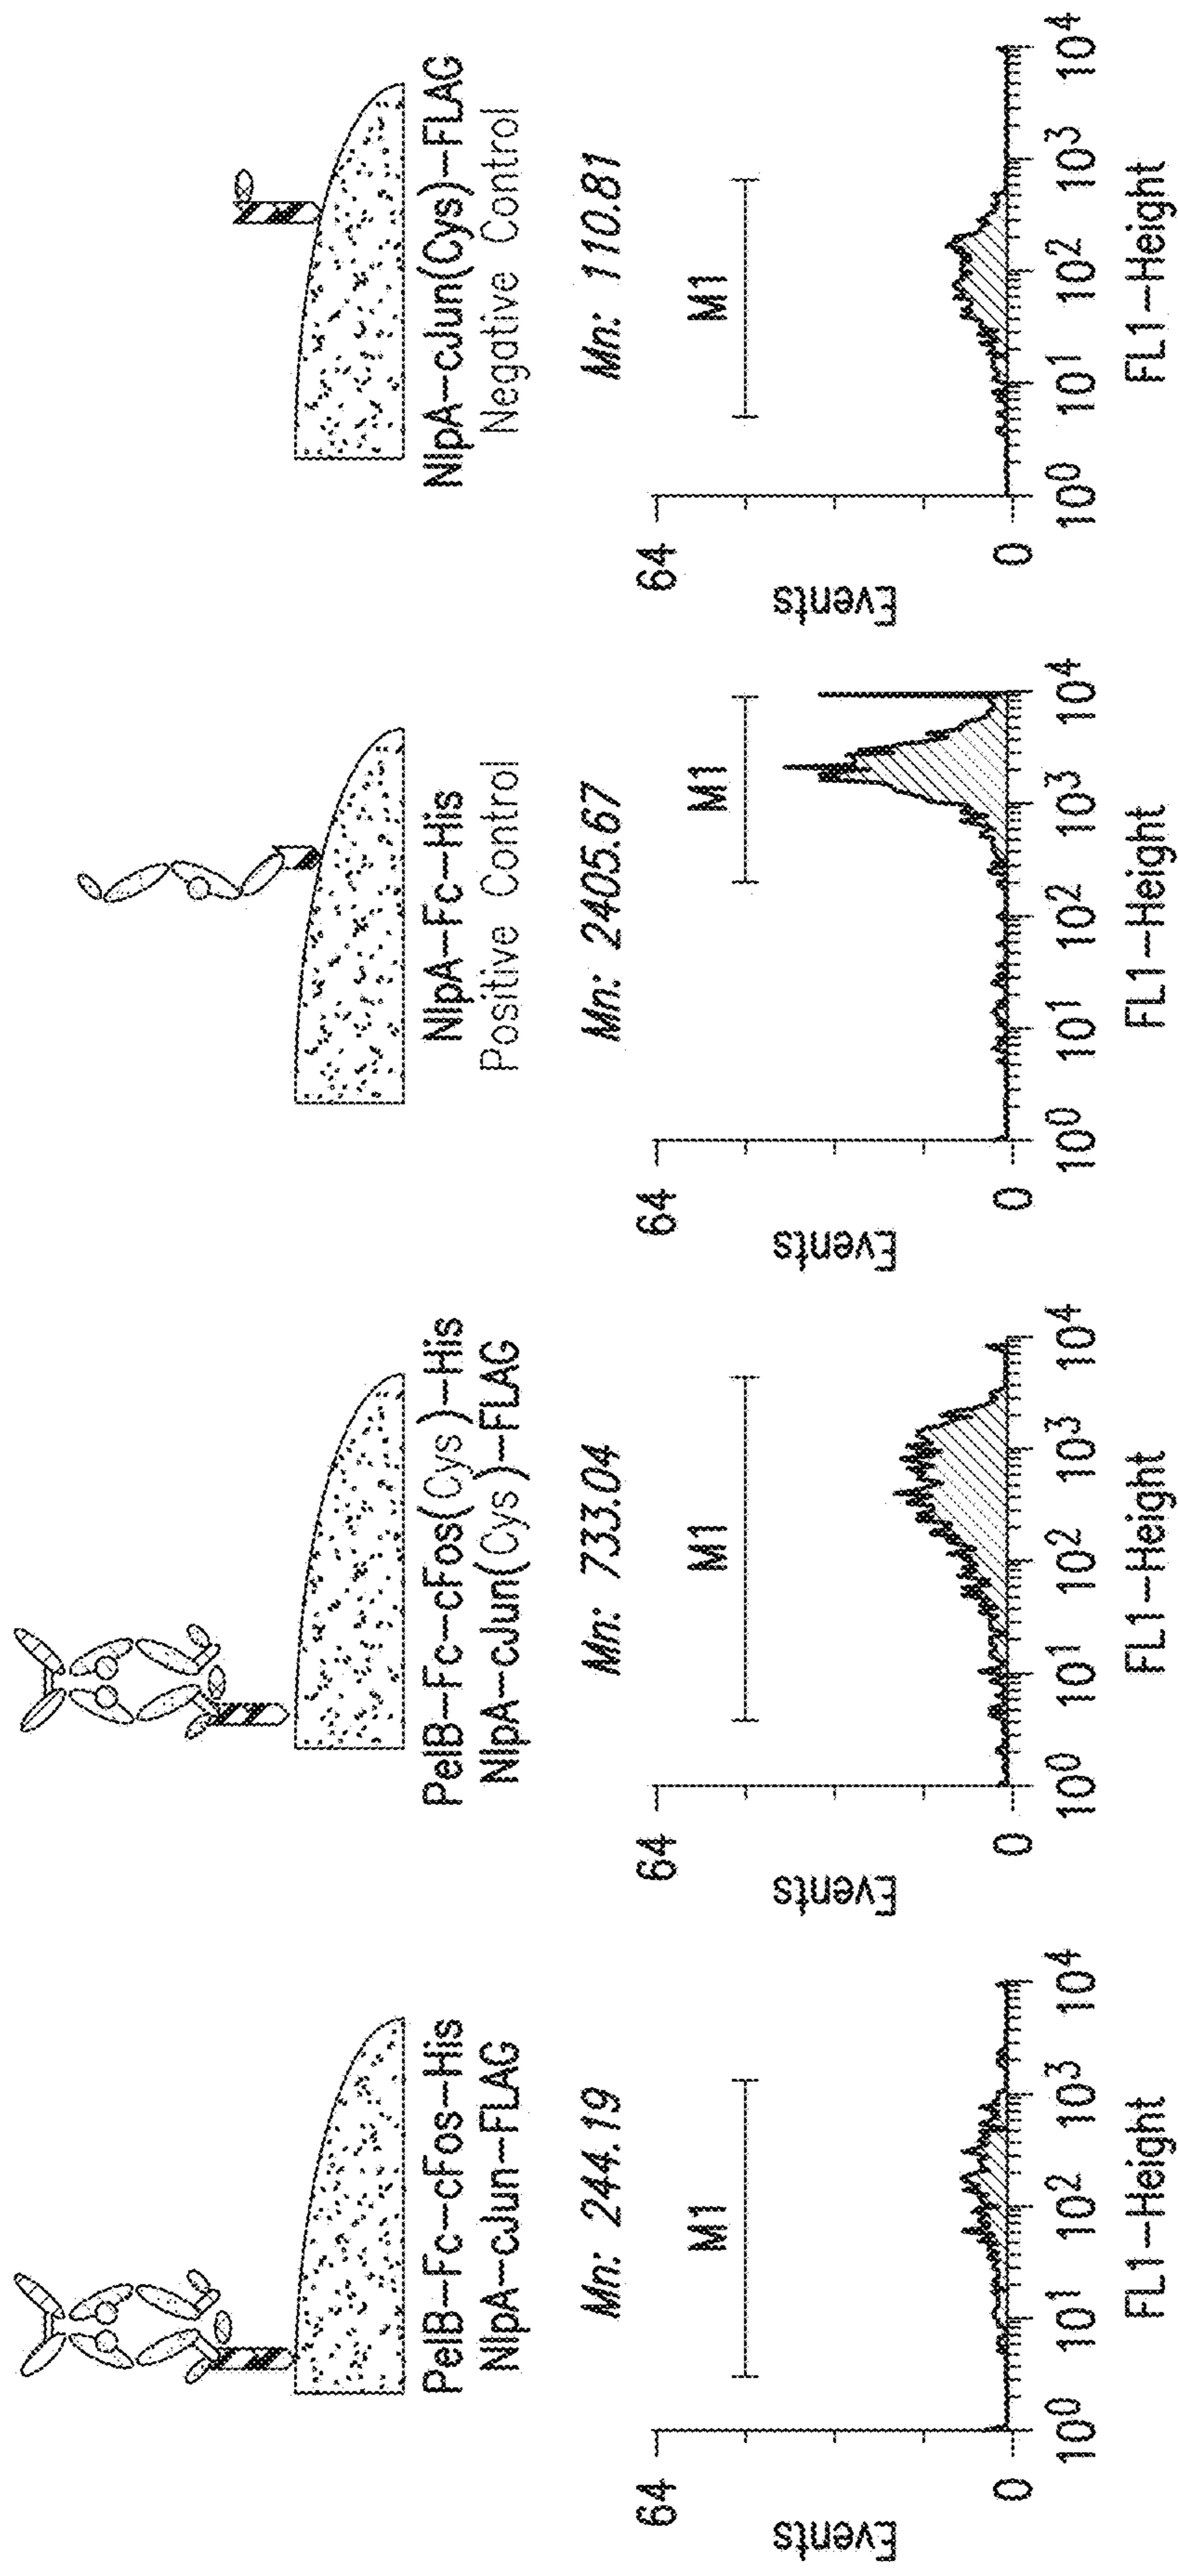 PelB–Fc–cFos–His
NlpA–cJun–FLAG
Mn: 244.19
64
M1
Events
0
10⁰ 10¹ 10² 10³ 10⁴
FL1–Height
PelB–Fc–cFos(Cys)–His
NlpA–cJun(Cys)–FLAG
Mn: 733.04
64
M1
Events
0
10⁰ 10¹ 10² 10³ 10⁴
FL1–Height
NlpA–Fc–His
Positive Control
Mn: 2405.67
64
M1
Events
0
10⁰ 10¹ 10² 10³ 10⁴
FL1–Height
NlpA–cJun(Cys)–FLAG
Negative Control
Mn: 110.81
64
M1
Events
0
10⁰ 10¹ 10² 10³ 10⁴
FL1–Height